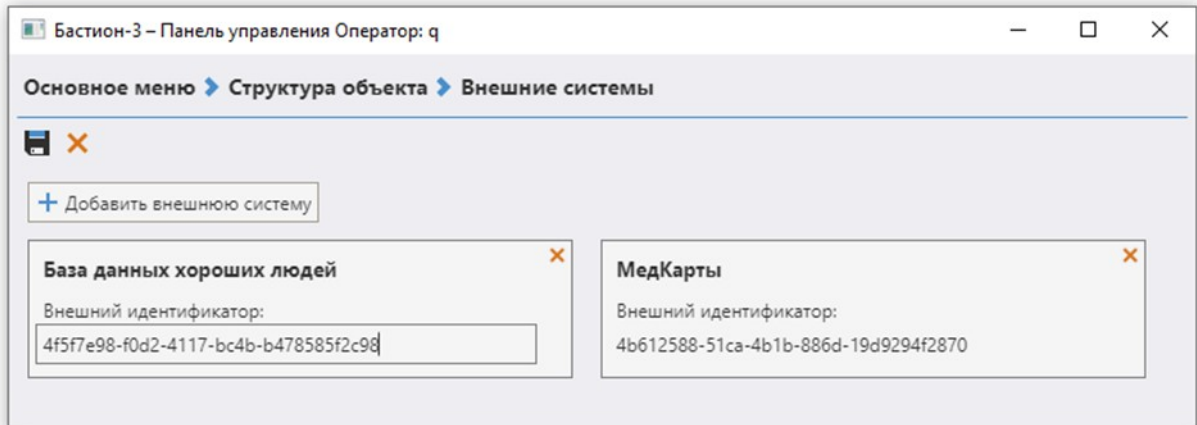 Бастион-3 – Панель управления Оператор: q
Основное меню Структура объекта Внешние системы
Добавить внешнюю систему
База данных хороших людей
Внешний идентификатор:
4f5f7e98-f0d2-4117-bc4b-b478585f2c98
МедКарты
Внешний идентификатор:
4b612588-51ca-4b1b-886d-19d9294f2870